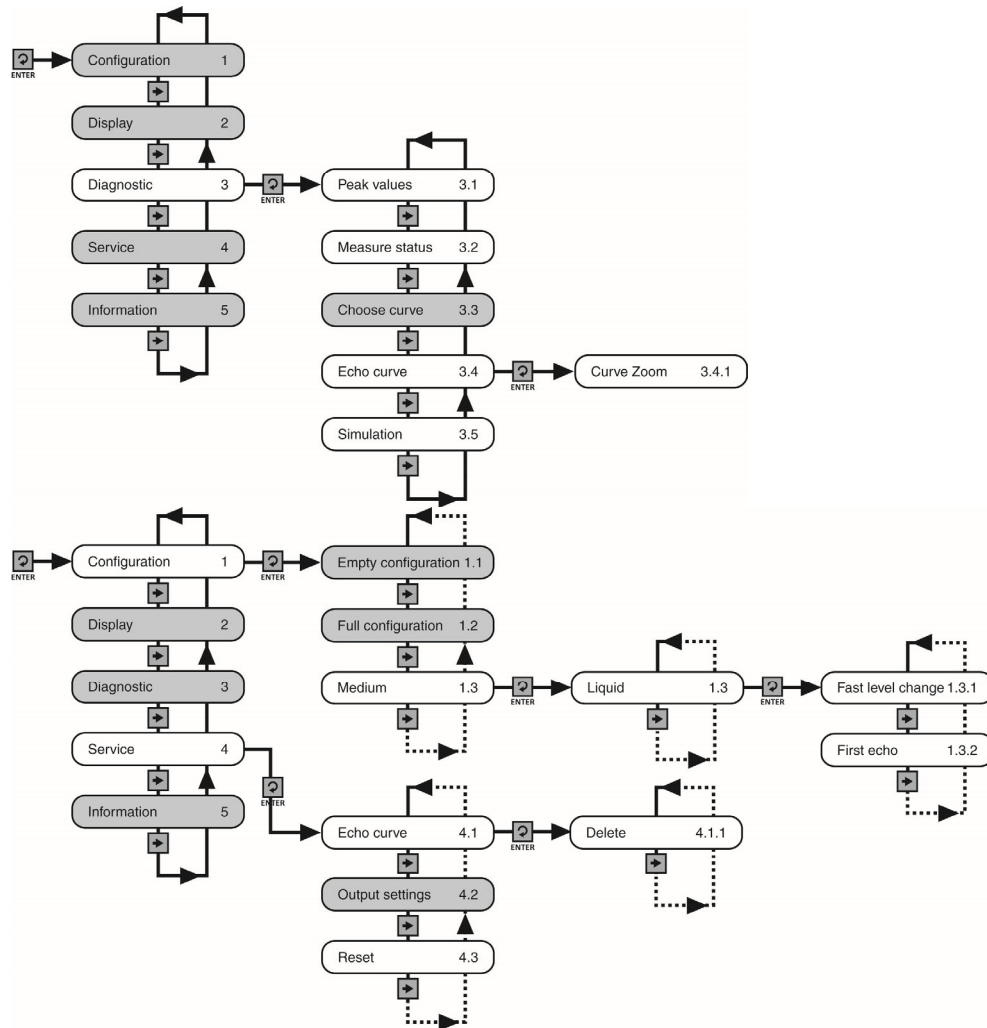 ENTER
Configuration 1
Display 2
Diagnostic 3
ENTER
Peak values 3.1
Measure status 3.2
Service 4
Information 5
Choose curve 3.3
Echo curve 3.4
ENTER
Curve Zoom 3.4.1
Simulation 3.5
ENTER
Configuration 1
ENTER
Empty configuration 1.1
Display 2
Full configuration 1.2
Diagnostic 3
Medium 1.3
ENTER
Liquid 1.3
ENTER
Fast level change 1.3.1
First echo 1.3.2
Service 4
ENTER
Information 5
Echo curve 4.1
ENTER
Delete 4.1.1
Output settings 4.2
Reset 4.3